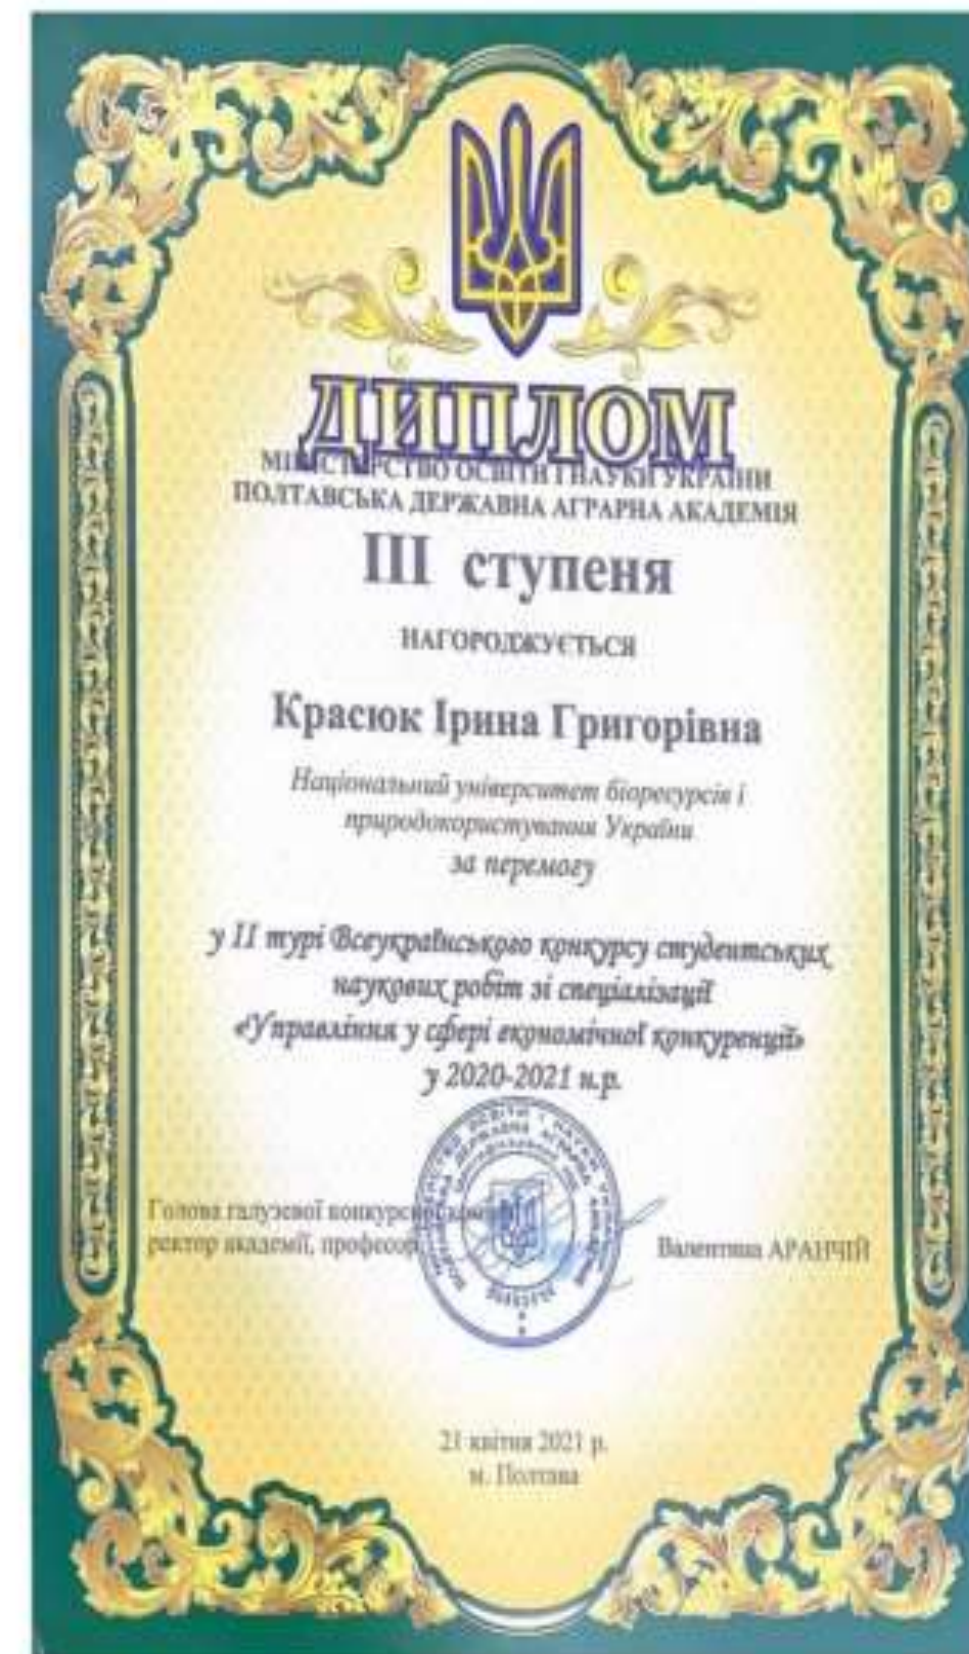 ДИПЛОМ
МІНІСТЕРСТВО ОСВІТИ І НАУКИ УКРАЇНИ
ПОЛТАВСЬКА ДЕРЖАВНА АГРАРНА АКАДЕМІЯ
III ступеня
НАГОРОДЖУЄТЬСЯ
Красюк Ірина Григорівна
Національний університет біоресурсів і
природокористування України
за перемогу
у II турі Всеукраїнського конкурсу студентських
наукових робіт зі спеціалізації
«Управління у сфері економічної конкуренції»
у 2020-2021 н.р.
Голова галузевої конкурсної
ректор академії, професор
Валентина АРАНЧІЙ
21 квітня 2021 р.
м. Полтава